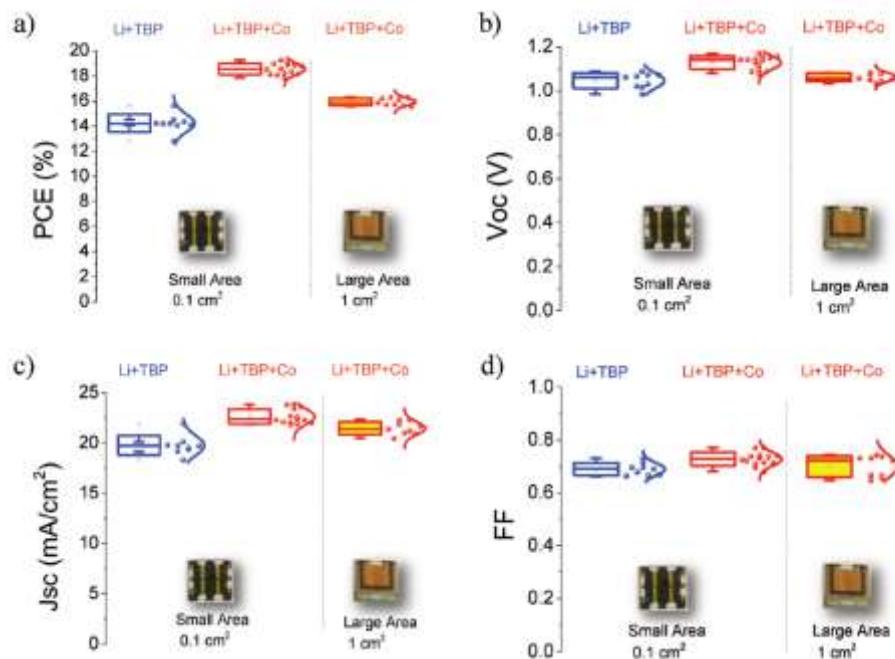 a)
Li+TBP Li+TBP+Co Li+TBP+Co
20
18
16
14
12
10
8
6
4
2
0
PCE (%)
Small Area
0.1 cm²
Large Area
1 cm²
b)
Li+TBP Li+TBP+Co Li+TBP+Co
1.2
1.0
0.8
0.6
0.4
0.2
0.0
Voc (V)
Small Area
0.1 cm²
Large Area
1 cm²
c)
Li+TBP Li+TBP+Co Li+TBP+Co
25
20
15
10
5
0
Jsc (mA/cm²)
Small Area
0.1 cm²
Large Area
1 cm²
d)
Li+TBP Li+TBP+Co Li+TBP+Co
1.0
0.8
0.6
0.4
0.2
0.0
FF
Small Area
0.1 cm²
Large Area
1 cm²